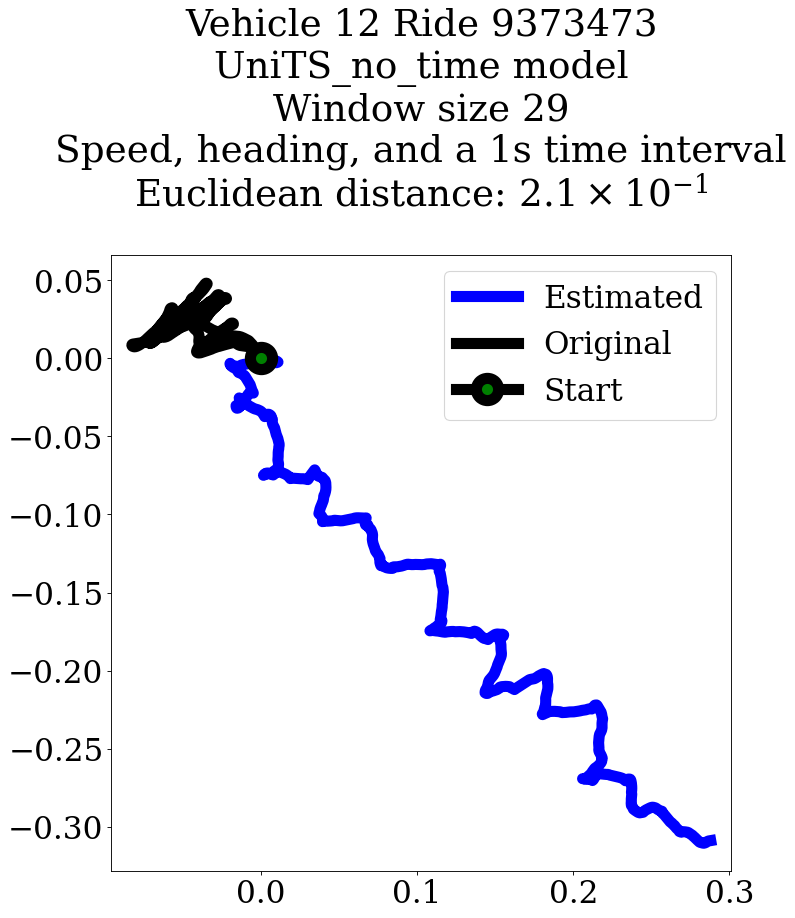 Vehicle 12 Ride 9373473
UniTS_no_time model
Window size 29
Speed, heading, and a 1s time interval
Euclidean distance: 2.1 × 10⁻¹
Estimated
Original
Start
0.05
0.00
−0.05
−0.10
−0.15
−0.20
−0.25
−0.30
0.0 0.1 0.2 0.3